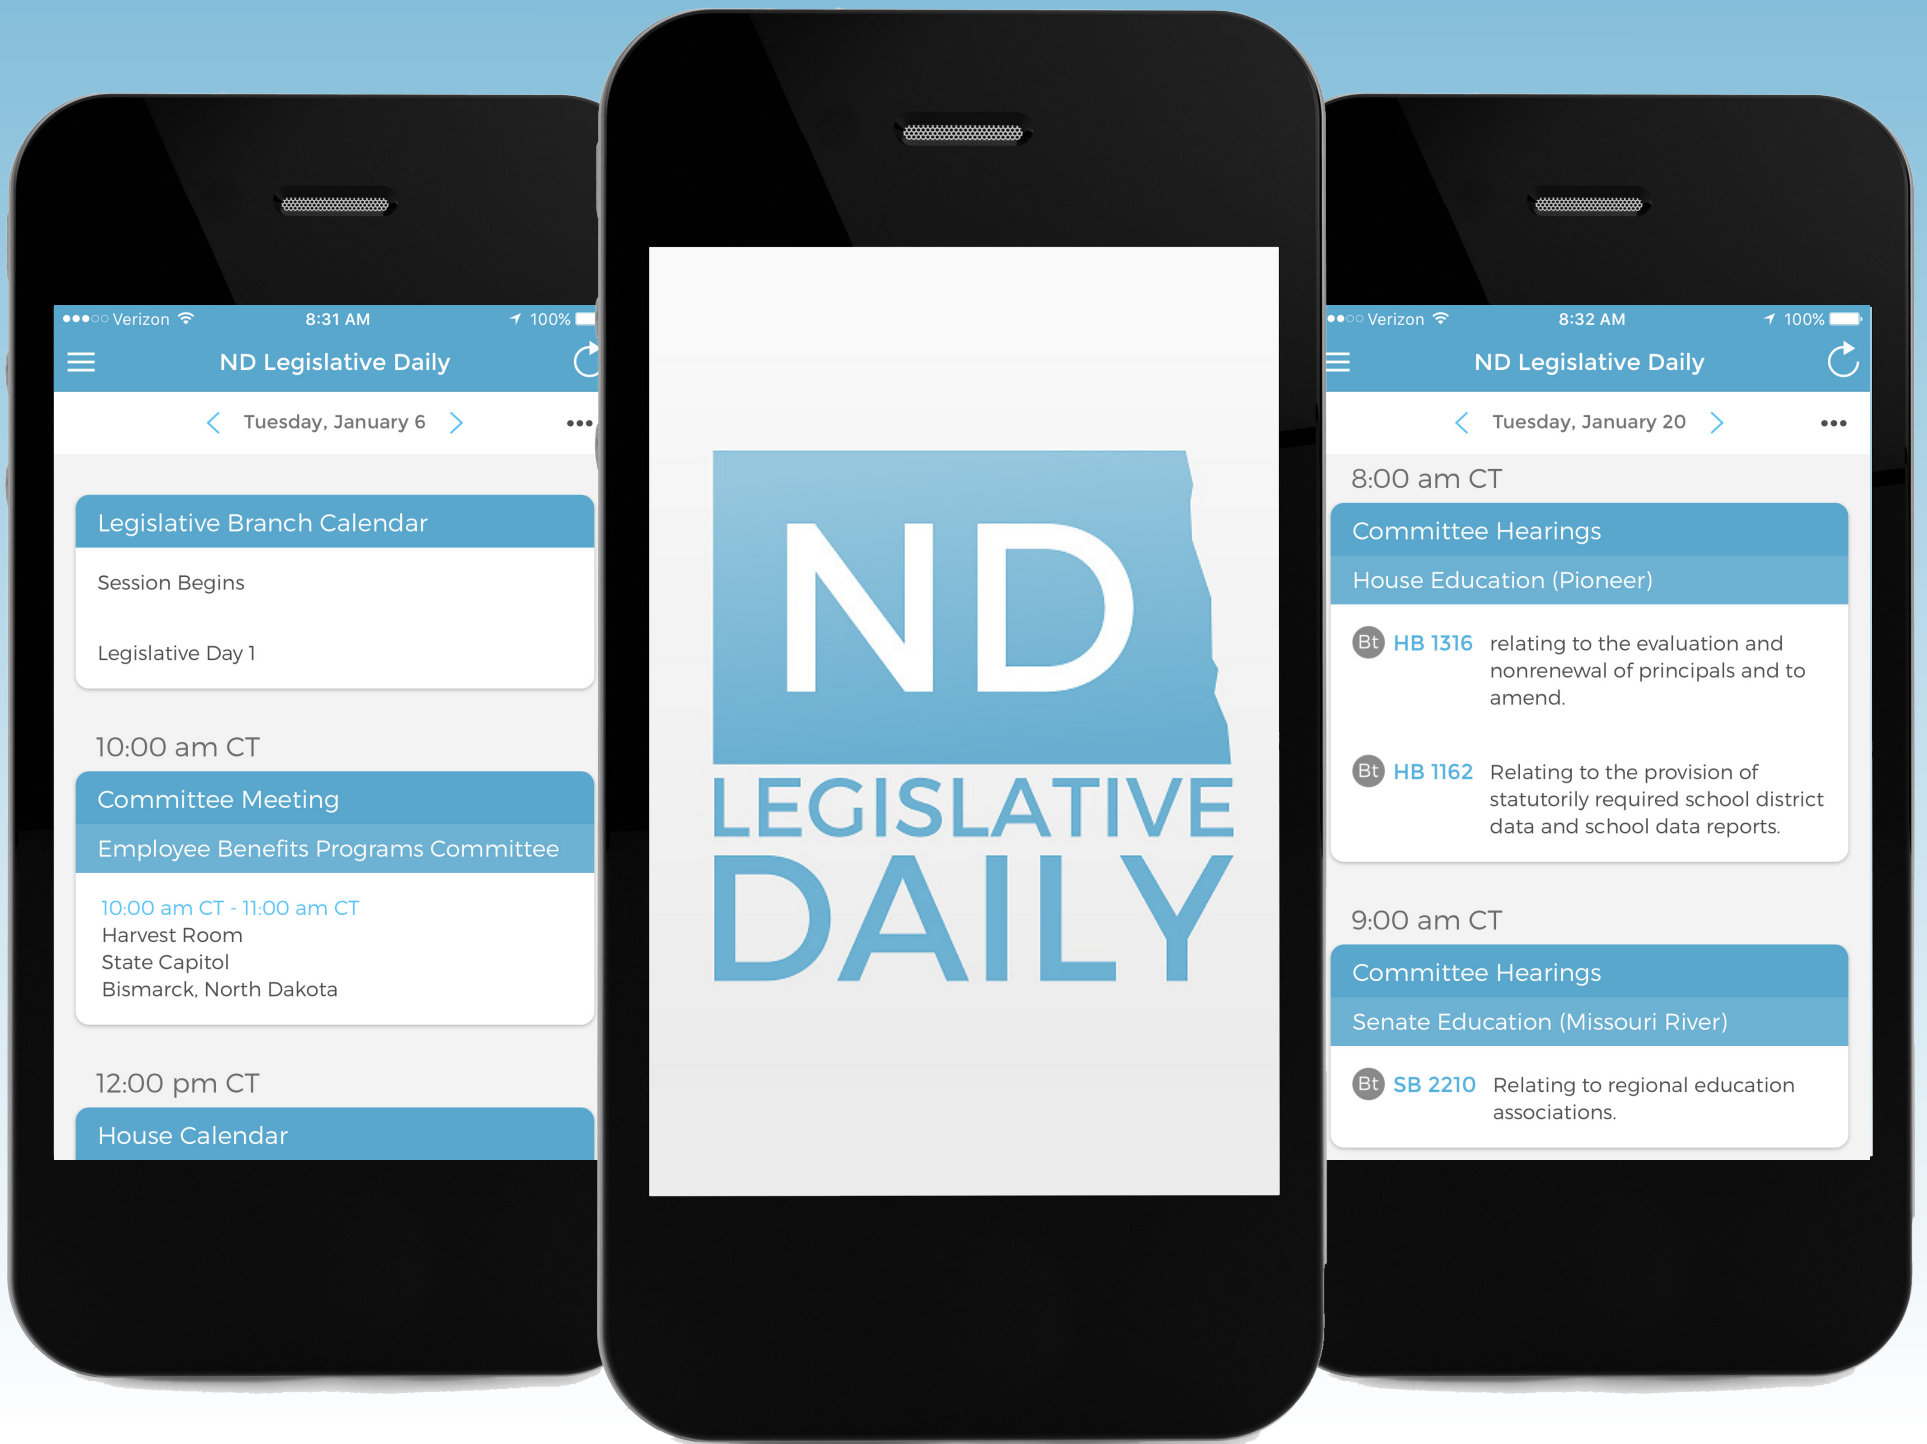 Verizon 8:31 AM 100%
ND Legislative Daily
Tuesday, January 6
Legislative Branch Calendar
Session Begins
Legislative Day 1
10:00 am CT
Committee Meeting
Employee Benefits Programs Committee
10:00 am CT - 11:00 am CT
Harvest Room
State Capitol
Bismarck, North Dakota
12:00 pm CT
House Calendar
ND
LEGISLATIVE
DAILY
Verizon 8:32 AM 100%
ND Legislative Daily
Tuesday, January 20
8:00 am CT
Committee Hearings
House Education (Pioneer)
Bt HB 1316 relating to the evaluation and
nonrenewal of principals and to
amend.
Bt HB 1162 Relating to the provision of
statutorily required school district
data and school data reports.
9:00 am CT
Committee Hearings
Senate Education (Missouri River)
Bt SB 2210 Relating to regional education
associations.